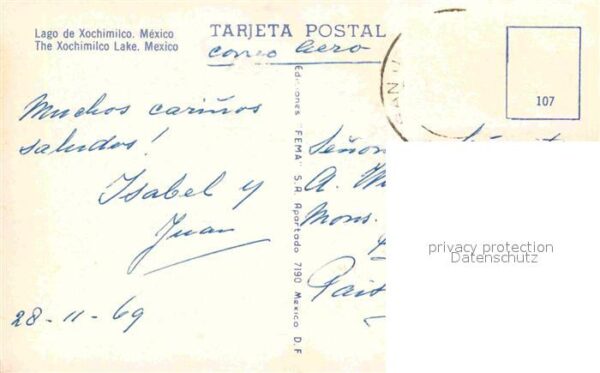 Lago de Xochimilco. México
The Xochimilco Lake. Mexico
TARJETA POSTAL
correo Aereo
107
Muchos cariños
saludos!
Isabel y
Juan
28-11-69
Ediciones "FEMA" S.A. Apartado 7190 Mexico D.F
Señor
A.
Mons.
privacy protection
Datenschutz